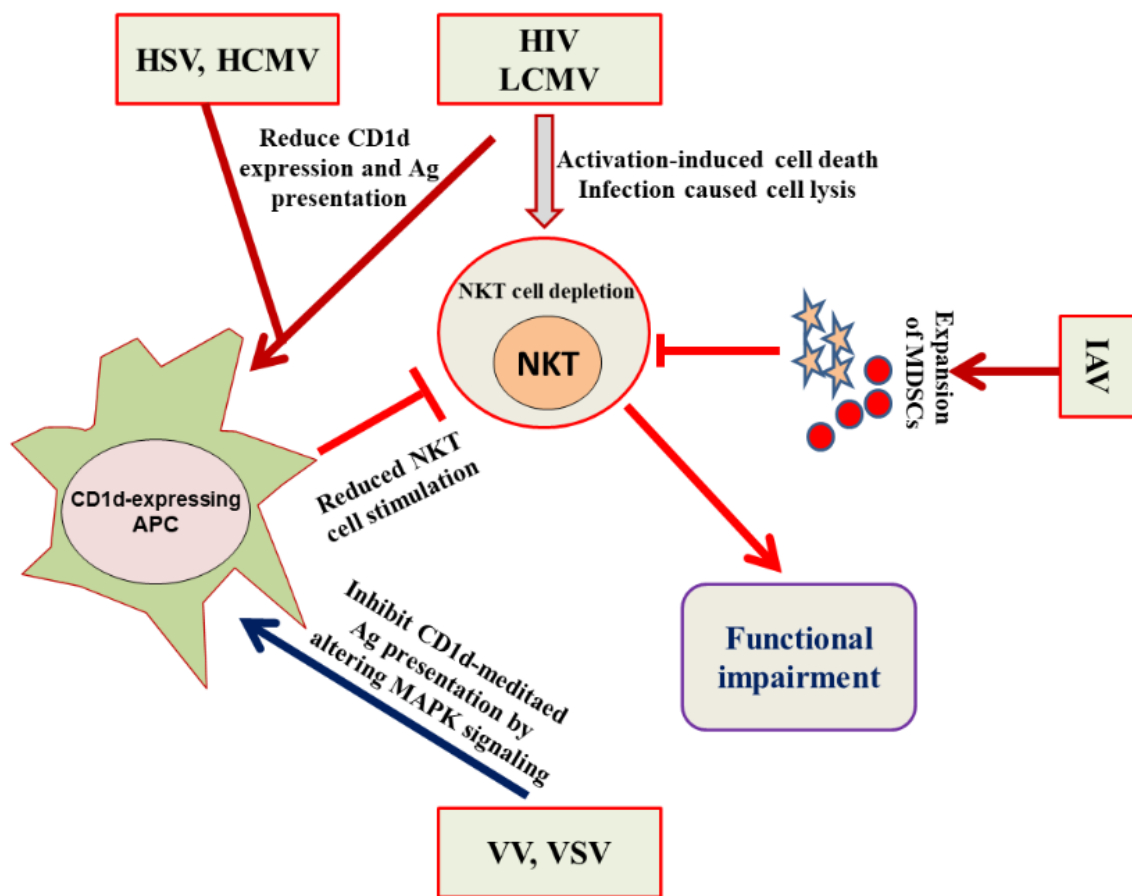 HSV, HCMV
HIV
LCMV
Reduce CD1d
expression and Ag
presentation
Activation-induced cell death
Infection caused cell lysis
NKT cell depletion
NKT
Expansion
of MDSCs
IAV
CD1d-expressing
APC
Reduced NKT
cell stimulation
Inhibit CD1d-meditaed
Ag presentation by
altering MAPK signaling
Functional
impairment
VV, VSV